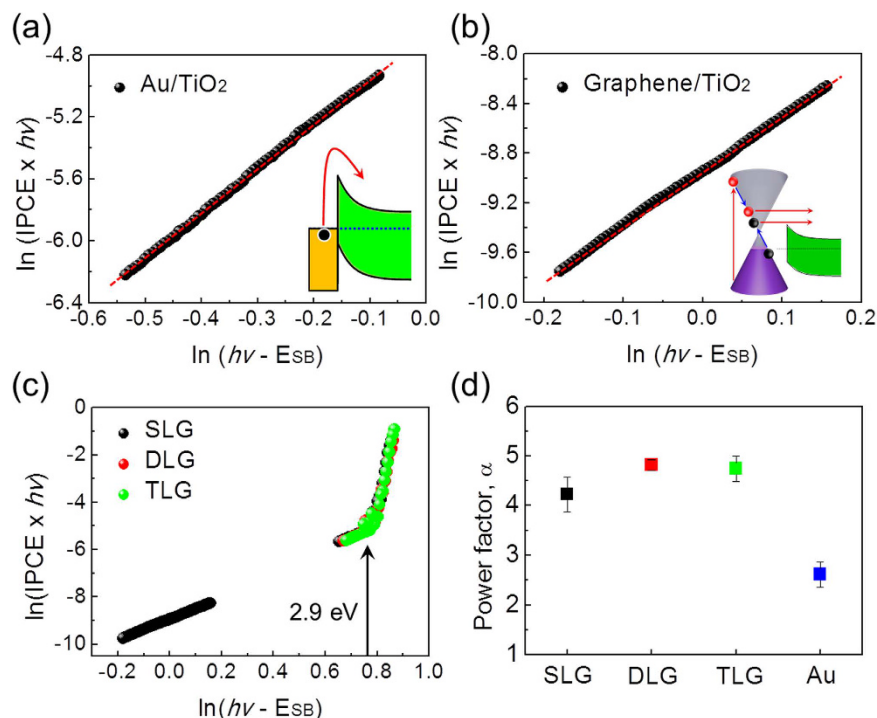 (a)
ln (IPCE x hν)
-4.8
-5.2
-5.6
-6.0
-6.4
Au/TiO2
-0.6 -0.5 -0.4 -0.3 -0.2 -0.1 0.0
ln (hν - ESB)
(b)
ln (IPCE x hν)
-8.0
-8.4
-8.8
-9.2
-9.6
-10.0
Graphene/TiO2
-0.2 -0.1 0.0 0.1 0.2
ln (hν - ESB)
(c)
ln(IPCE x hν)
0
-2
-4
-6
-8
-10
SLG
DLG
TLG
2.9 eV
-0.2 0.0 0.2 0.4 0.6 0.8 1.0
ln(hν - ESB)
(d)
Power factor, α
6
5
4
3
2
1
SLG DLG TLG Au